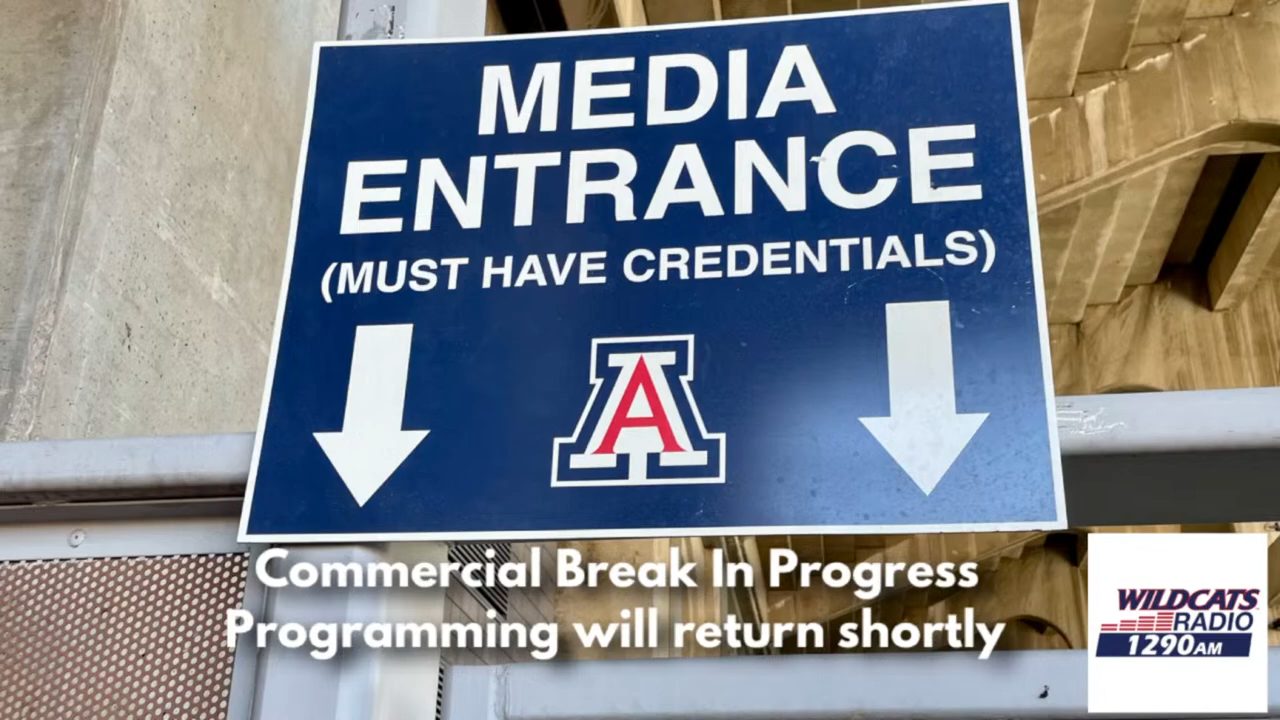 MEDIA
ENTRANCE
(MUST HAVE CREDENTIALS)
A
Commercial Break In Progress
Programming will return shortly
WILDCATS
RADIO
1290AM